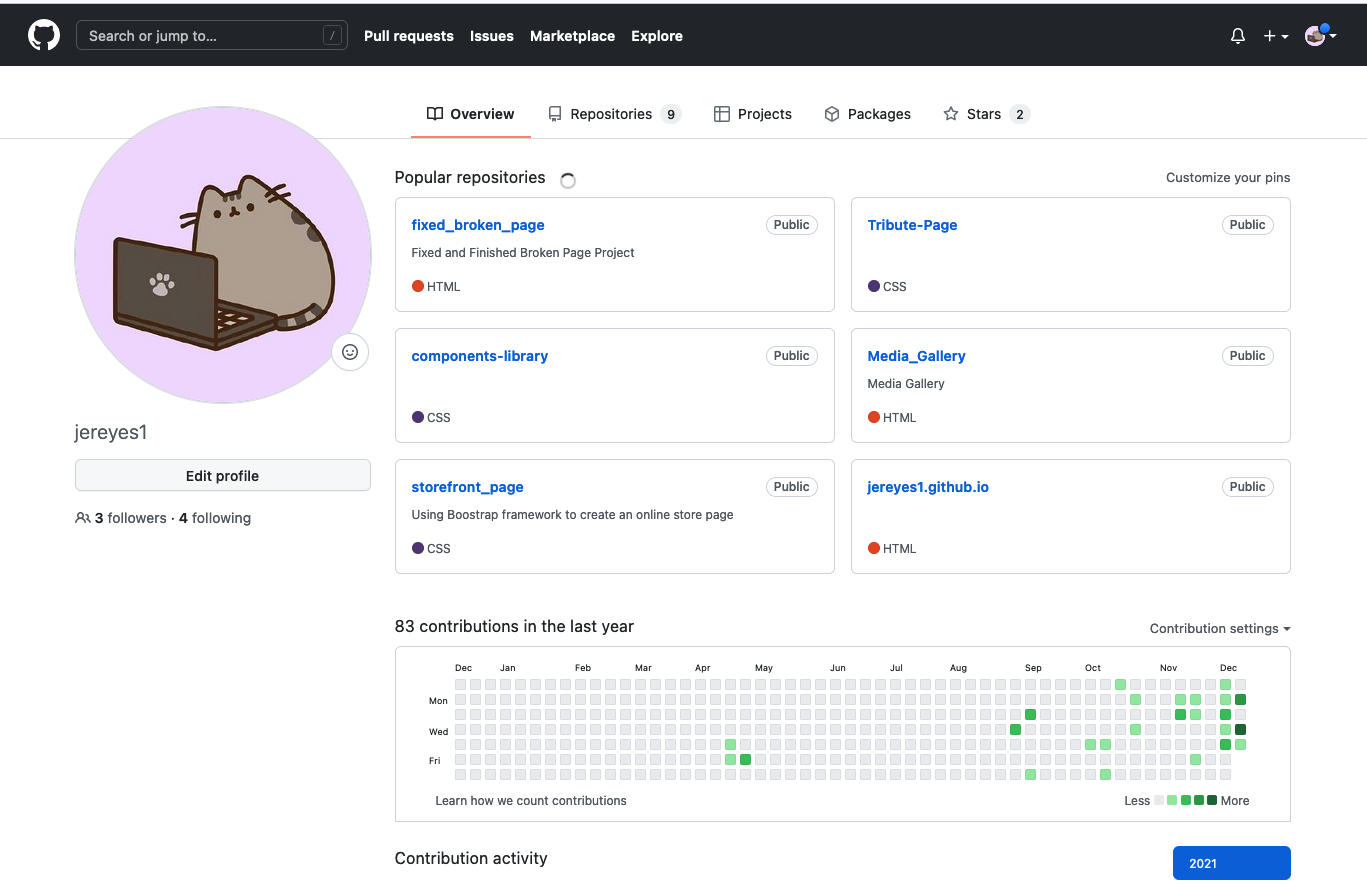 Search or jump to... / Pull requests Issues Marketplace Explore
Overview Repositories 9 Projects Packages Stars 2
jereyes1
Edit profile
3 followers · 4 following
Popular repositories Customize your pins
fixed_broken_page Public
Fixed and Finished Broken Page Project
HTML
Tribute-Page Public
CSS
components-library Public
CSS
Media_Gallery Public
Media Gallery
HTML
storefront_page Public
Using Boostrap framework to create an online store page
CSS
jereyes1.github.io Public
HTML
83 contributions in the last year Contribution settings
Dec Jan Feb Mar Apr May Jun Jul Aug Sep Oct Nov Dec
Mon
Wed
Fri
Learn how we count contributions Less More
Contribution activity 2021